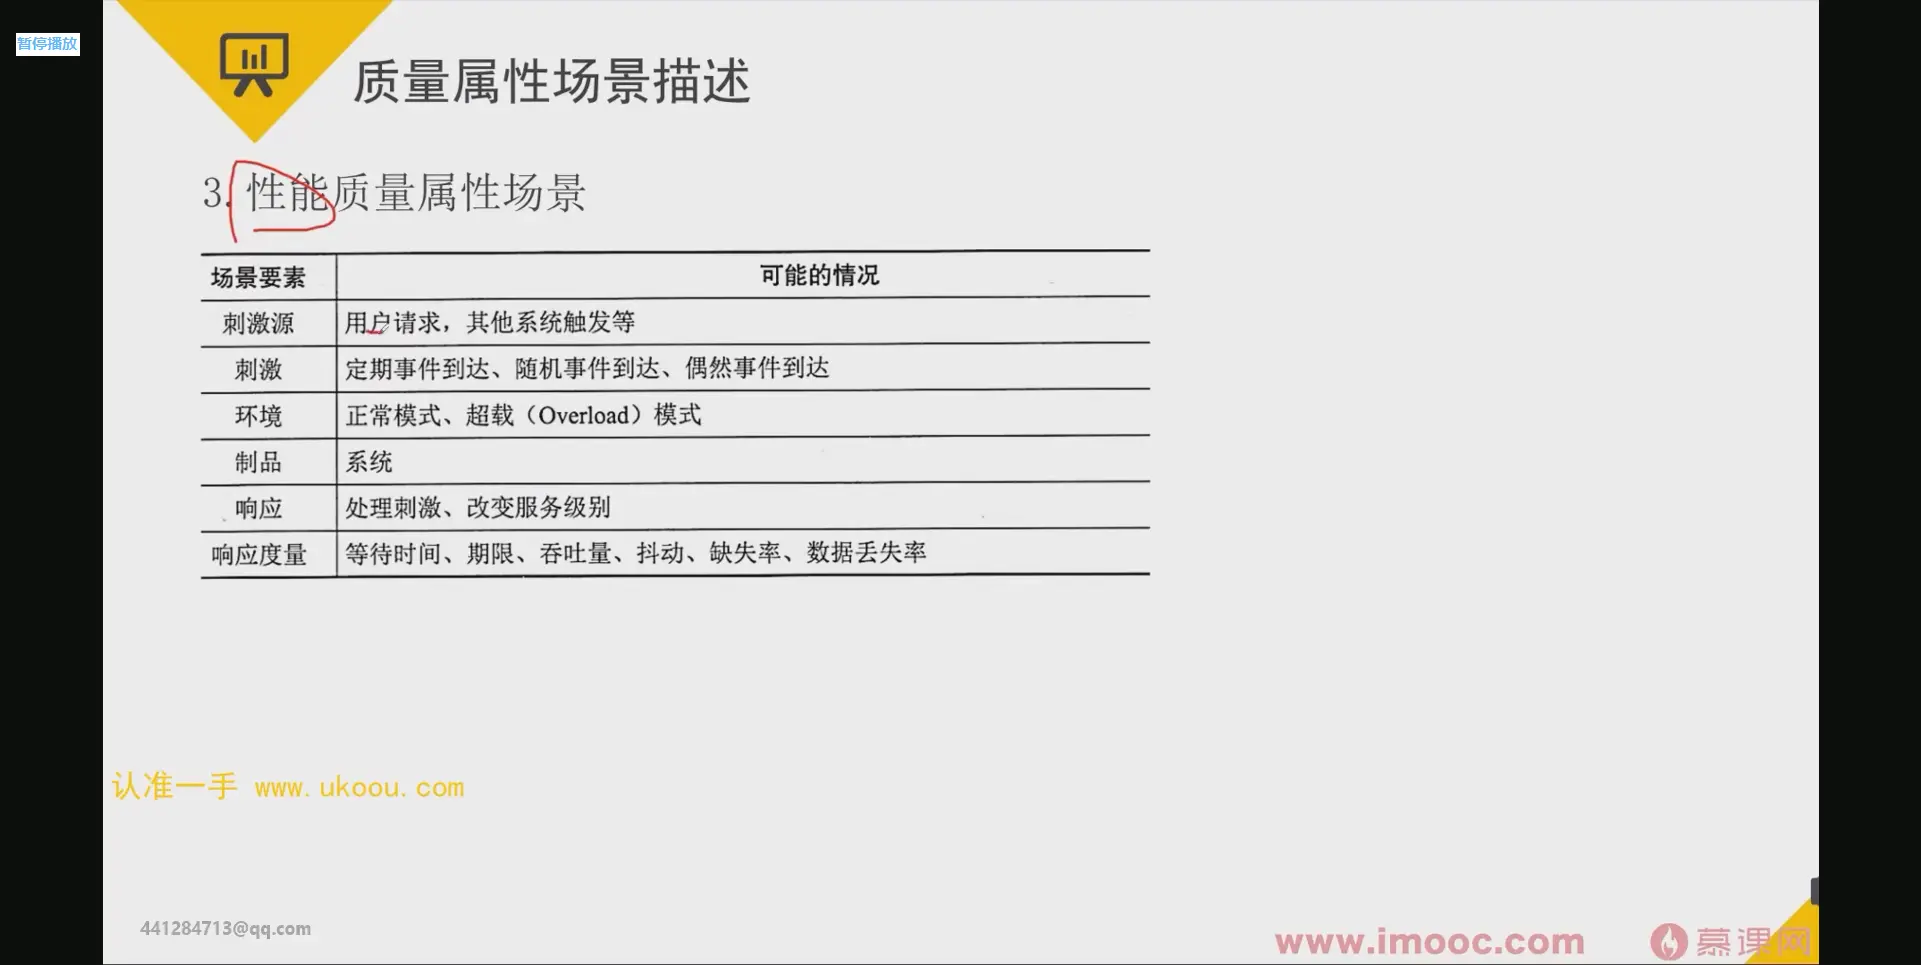 暂停播放
质量属性场景描述
3. 性能质量属性场景
场景要素 可能的情况
刺激源 用户请求，其他系统触发等
刺激 定期事件到达、随机事件到达、偶然事件到达
环境 正常模式、超载（Overload）模式
制品 系统
响应 处理刺激、改变服务级别
响应度量 等待时间、期限、吞吐量、抖动、缺失率、数据丢失率
认准一手 www.ukoou.com
441284713@qq.com
www.imooc.com 慕课网